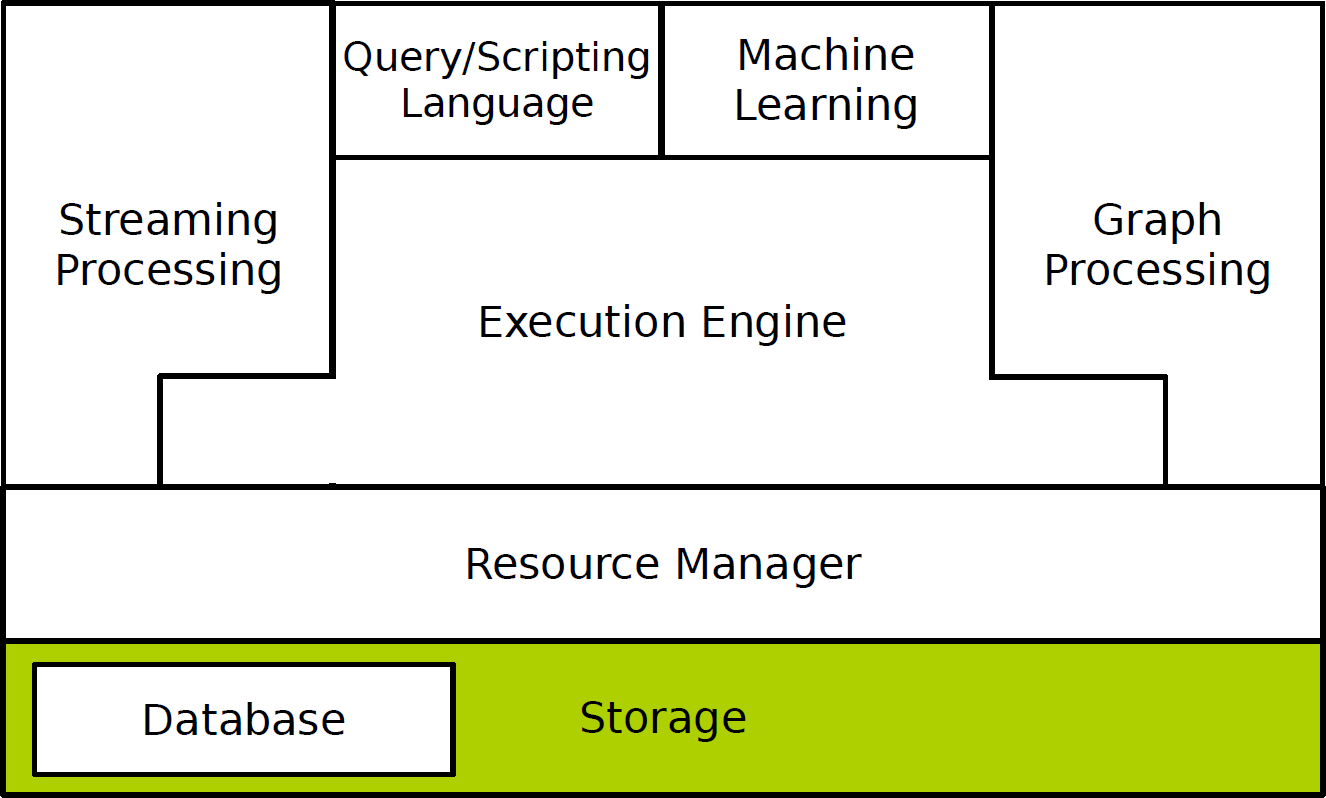 Query/Scripting
Language
Machine
Learning
Streaming
Processing
Graph
Processing
Execution Engine
Resource Manager
Database
Storage